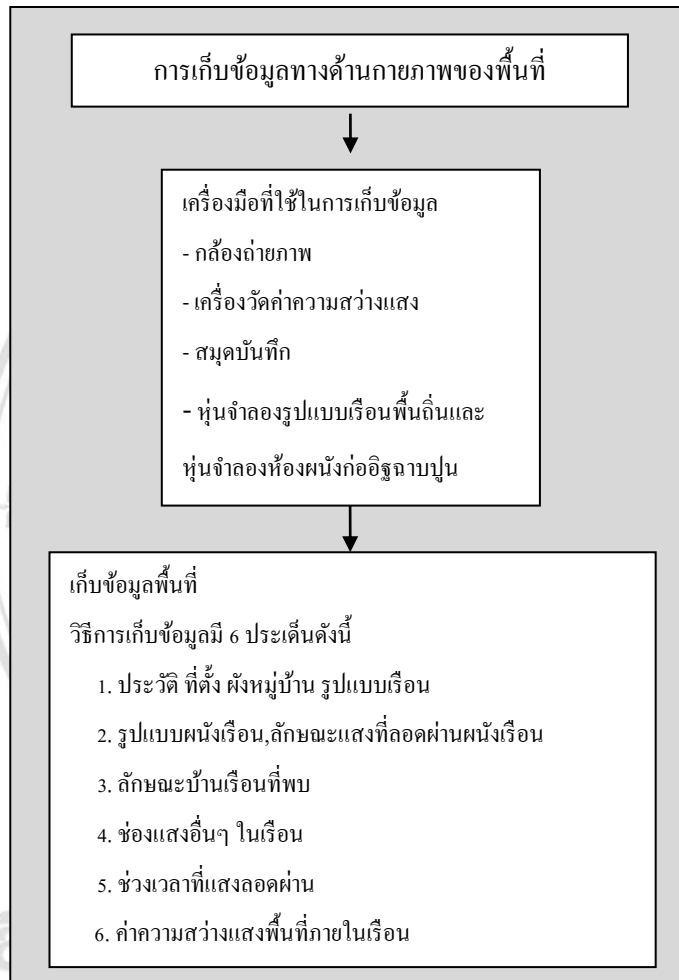 การเก็บข้อมูลทางด้านกายภาพของพื้นที่
เครื่องมือที่ใช้ในการเก็บข้อมูล
- กล้องถ่ายภาพ
- เครื่องวัดค่าความสว่างแสง
- สมุดบันทึก
- หุ่นจำลองรูปแบบเรือนพื้นถิ่นและ
หุ่นจำลองห้องผนังก่ออิฐฉาบปูน
เก็บข้อมูลพื้นที่
วิธีการเก็บข้อมูลมี 6 ประเด็นดังนี้
1. ประวัติ ที่ตั้ง ผังหมู่บ้าน รูปแบบเรือน
2. รูปแบบผนังเรือน,ลักษณะแสงที่ลอดผ่านผนังเรือน
3. ลักษณะบ้านเรือนที่พบ
4. ช่องแสงอื่นๆ ในเรือน
5. ช่วงเวลาที่แสงลอดผ่าน
6. ค่าความสว่างแสงพื้นที่ภายในเรือน